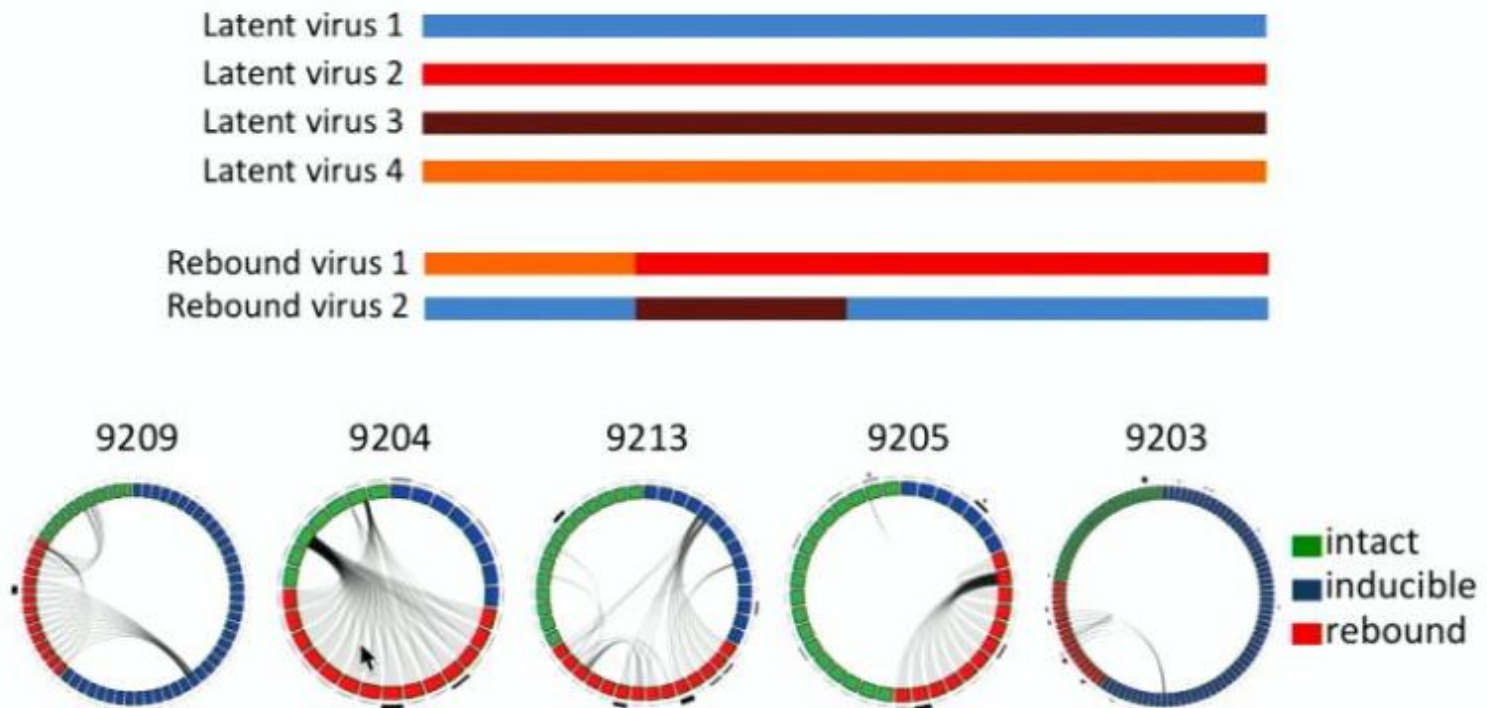 Latent virus 1
Latent virus 2
Latent virus 3
Latent virus 4
Rebound virus 1
Rebound virus 2
9209 9204 9213 9205 9203
intact
inducible
rebound